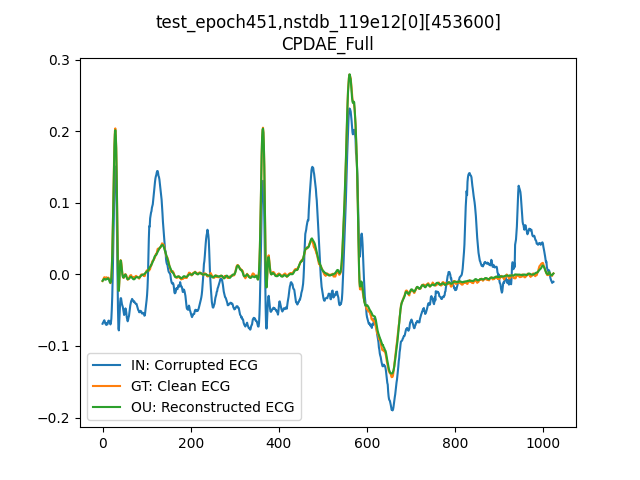 test_epoch451,nstdb_119e12[0][453600]
CPDAE_Full
0.3
0.2
0.1
0.0
−0.1
−0.2
IN: Corrupted ECG
GT: Clean ECG
OU: Reconstructed ECG
0 200 400 600 800 1000